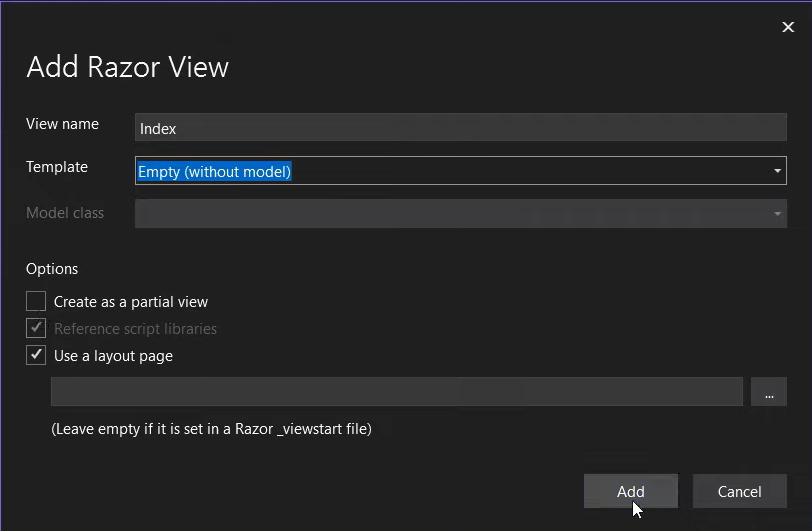 Add Razor View
View name Index
Template Empty (without model)
Model class
Options
Create as a partial view
Reference script libraries
Use a layout page
...
(Leave empty if it is set in a Razor _viewstart file)
Add Cancel